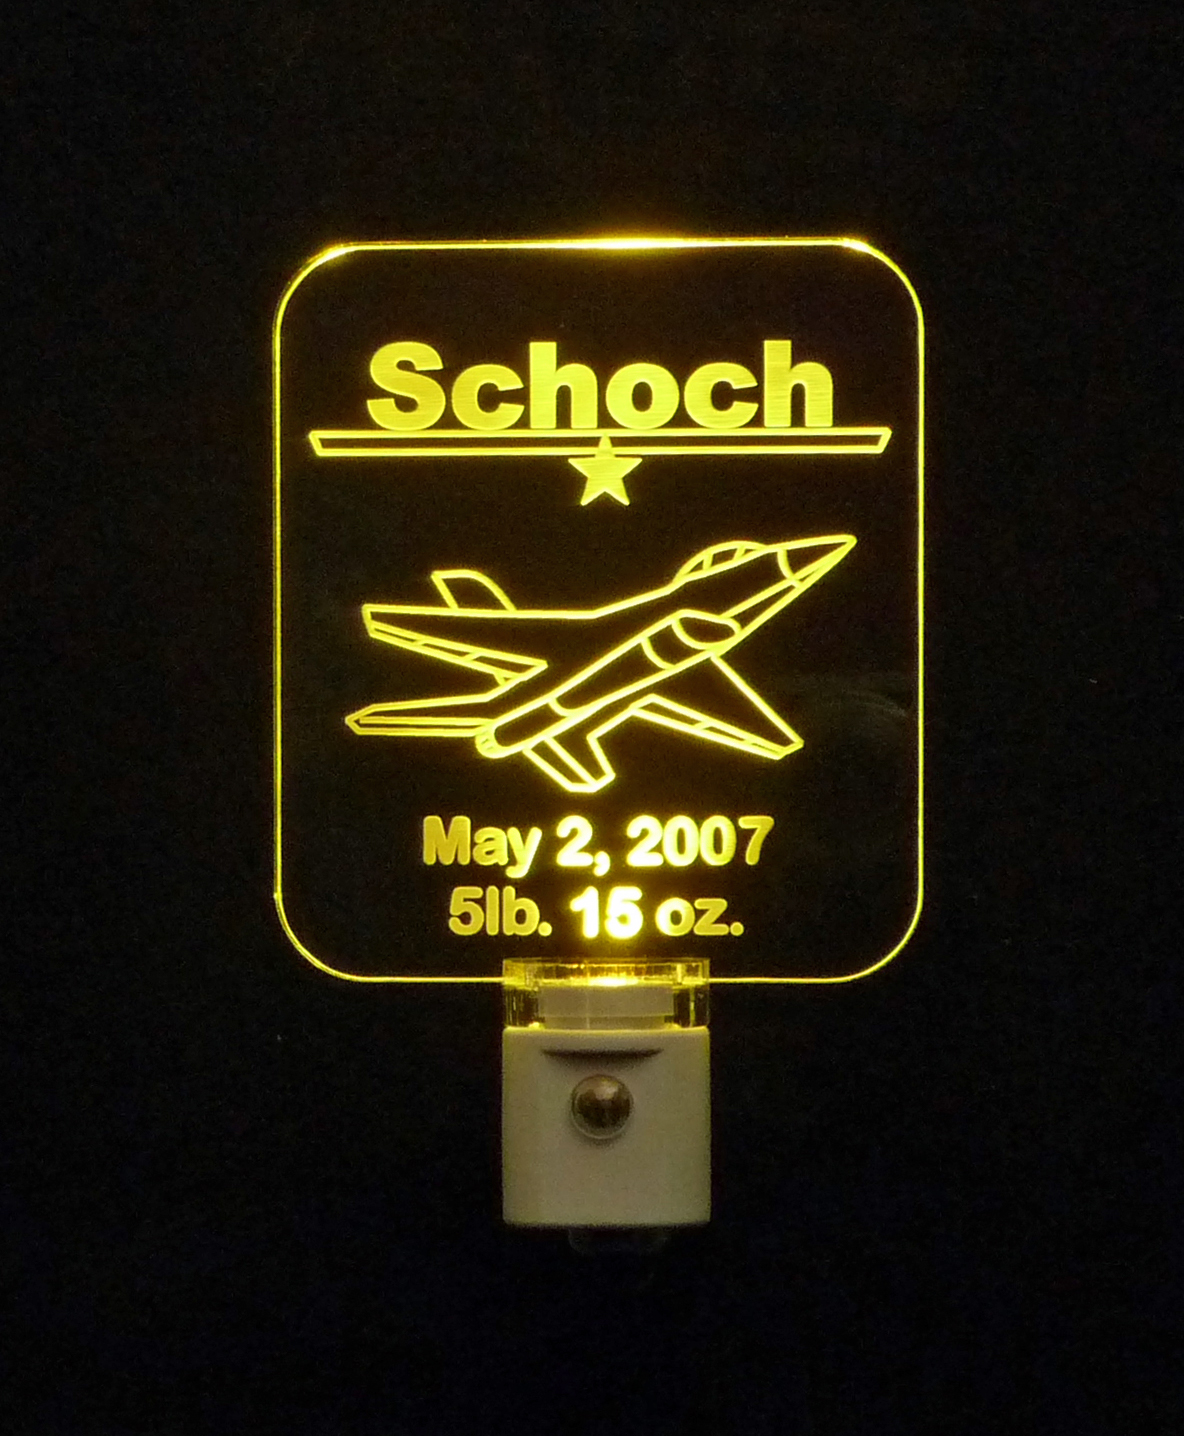 Schoch
May 2, 2007
5lb. 15 oz.